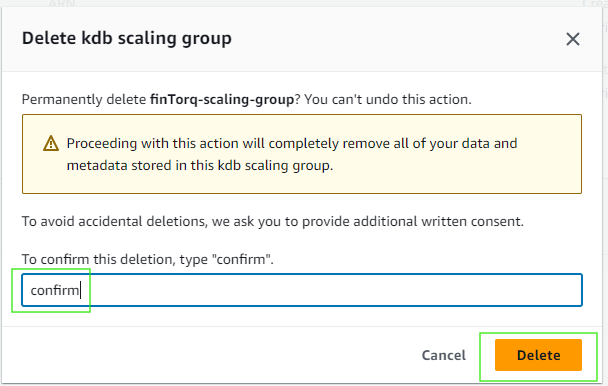 Delete kdb scaling group
Permanently delete finTorq-scaling-group? You can't undo this action.
Proceeding with this action will completely remove all of your data and
metadata stored in this kdb scaling group.
To avoid accidental deletions, we ask you to provide additional written consent.
To confirm this deletion, type "confirm".
confirm
Cancel
Delete